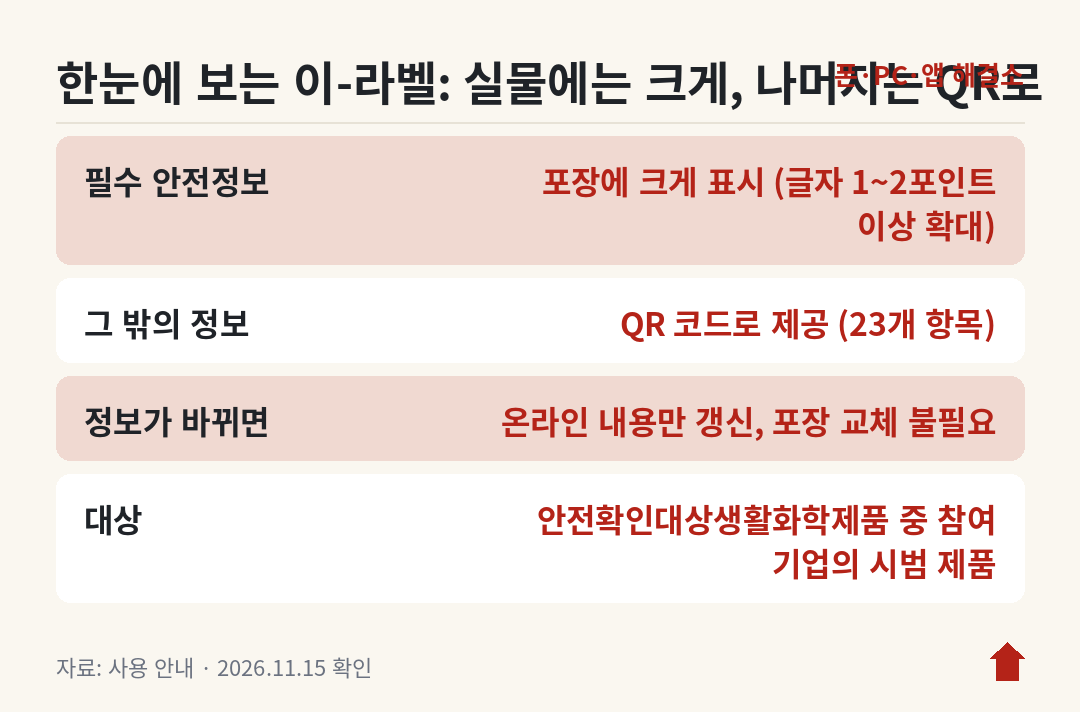 한눈에 보는 이-라벨: 실물에는 크게, 나머지는 QR로
폰·PC·앱 해결소
필수 안전정보
포장에 크게 표시 (글자 1~2포인트
이상 확대)
그 밖의 정보
QR 코드로 제공 (23개 항목)
정보가 바뀌면
온라인 내용만 갱신, 포장 교체 불필요
대상
안전확인대상생활화학제품 중 참여
기업의 시범 제품
자료: 사용 안내 · 2026.11.15 확인